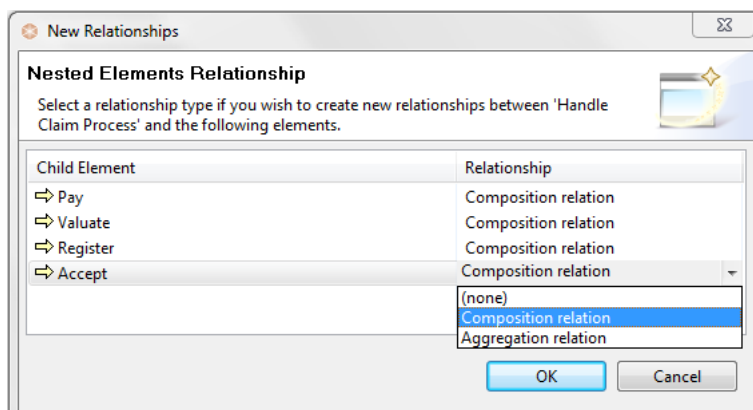 New Relationships
Nested Elements Relationship
Select a relationship type if you wish to create new relationships between 'Handle
Claim Process' and the following elements.
Child Element Relationship
Pay Composition relation
Valuate Composition relation
Register Composition relation
Accept Composition relation
(none)
Composition relation
Aggregation relation
OK Cancel